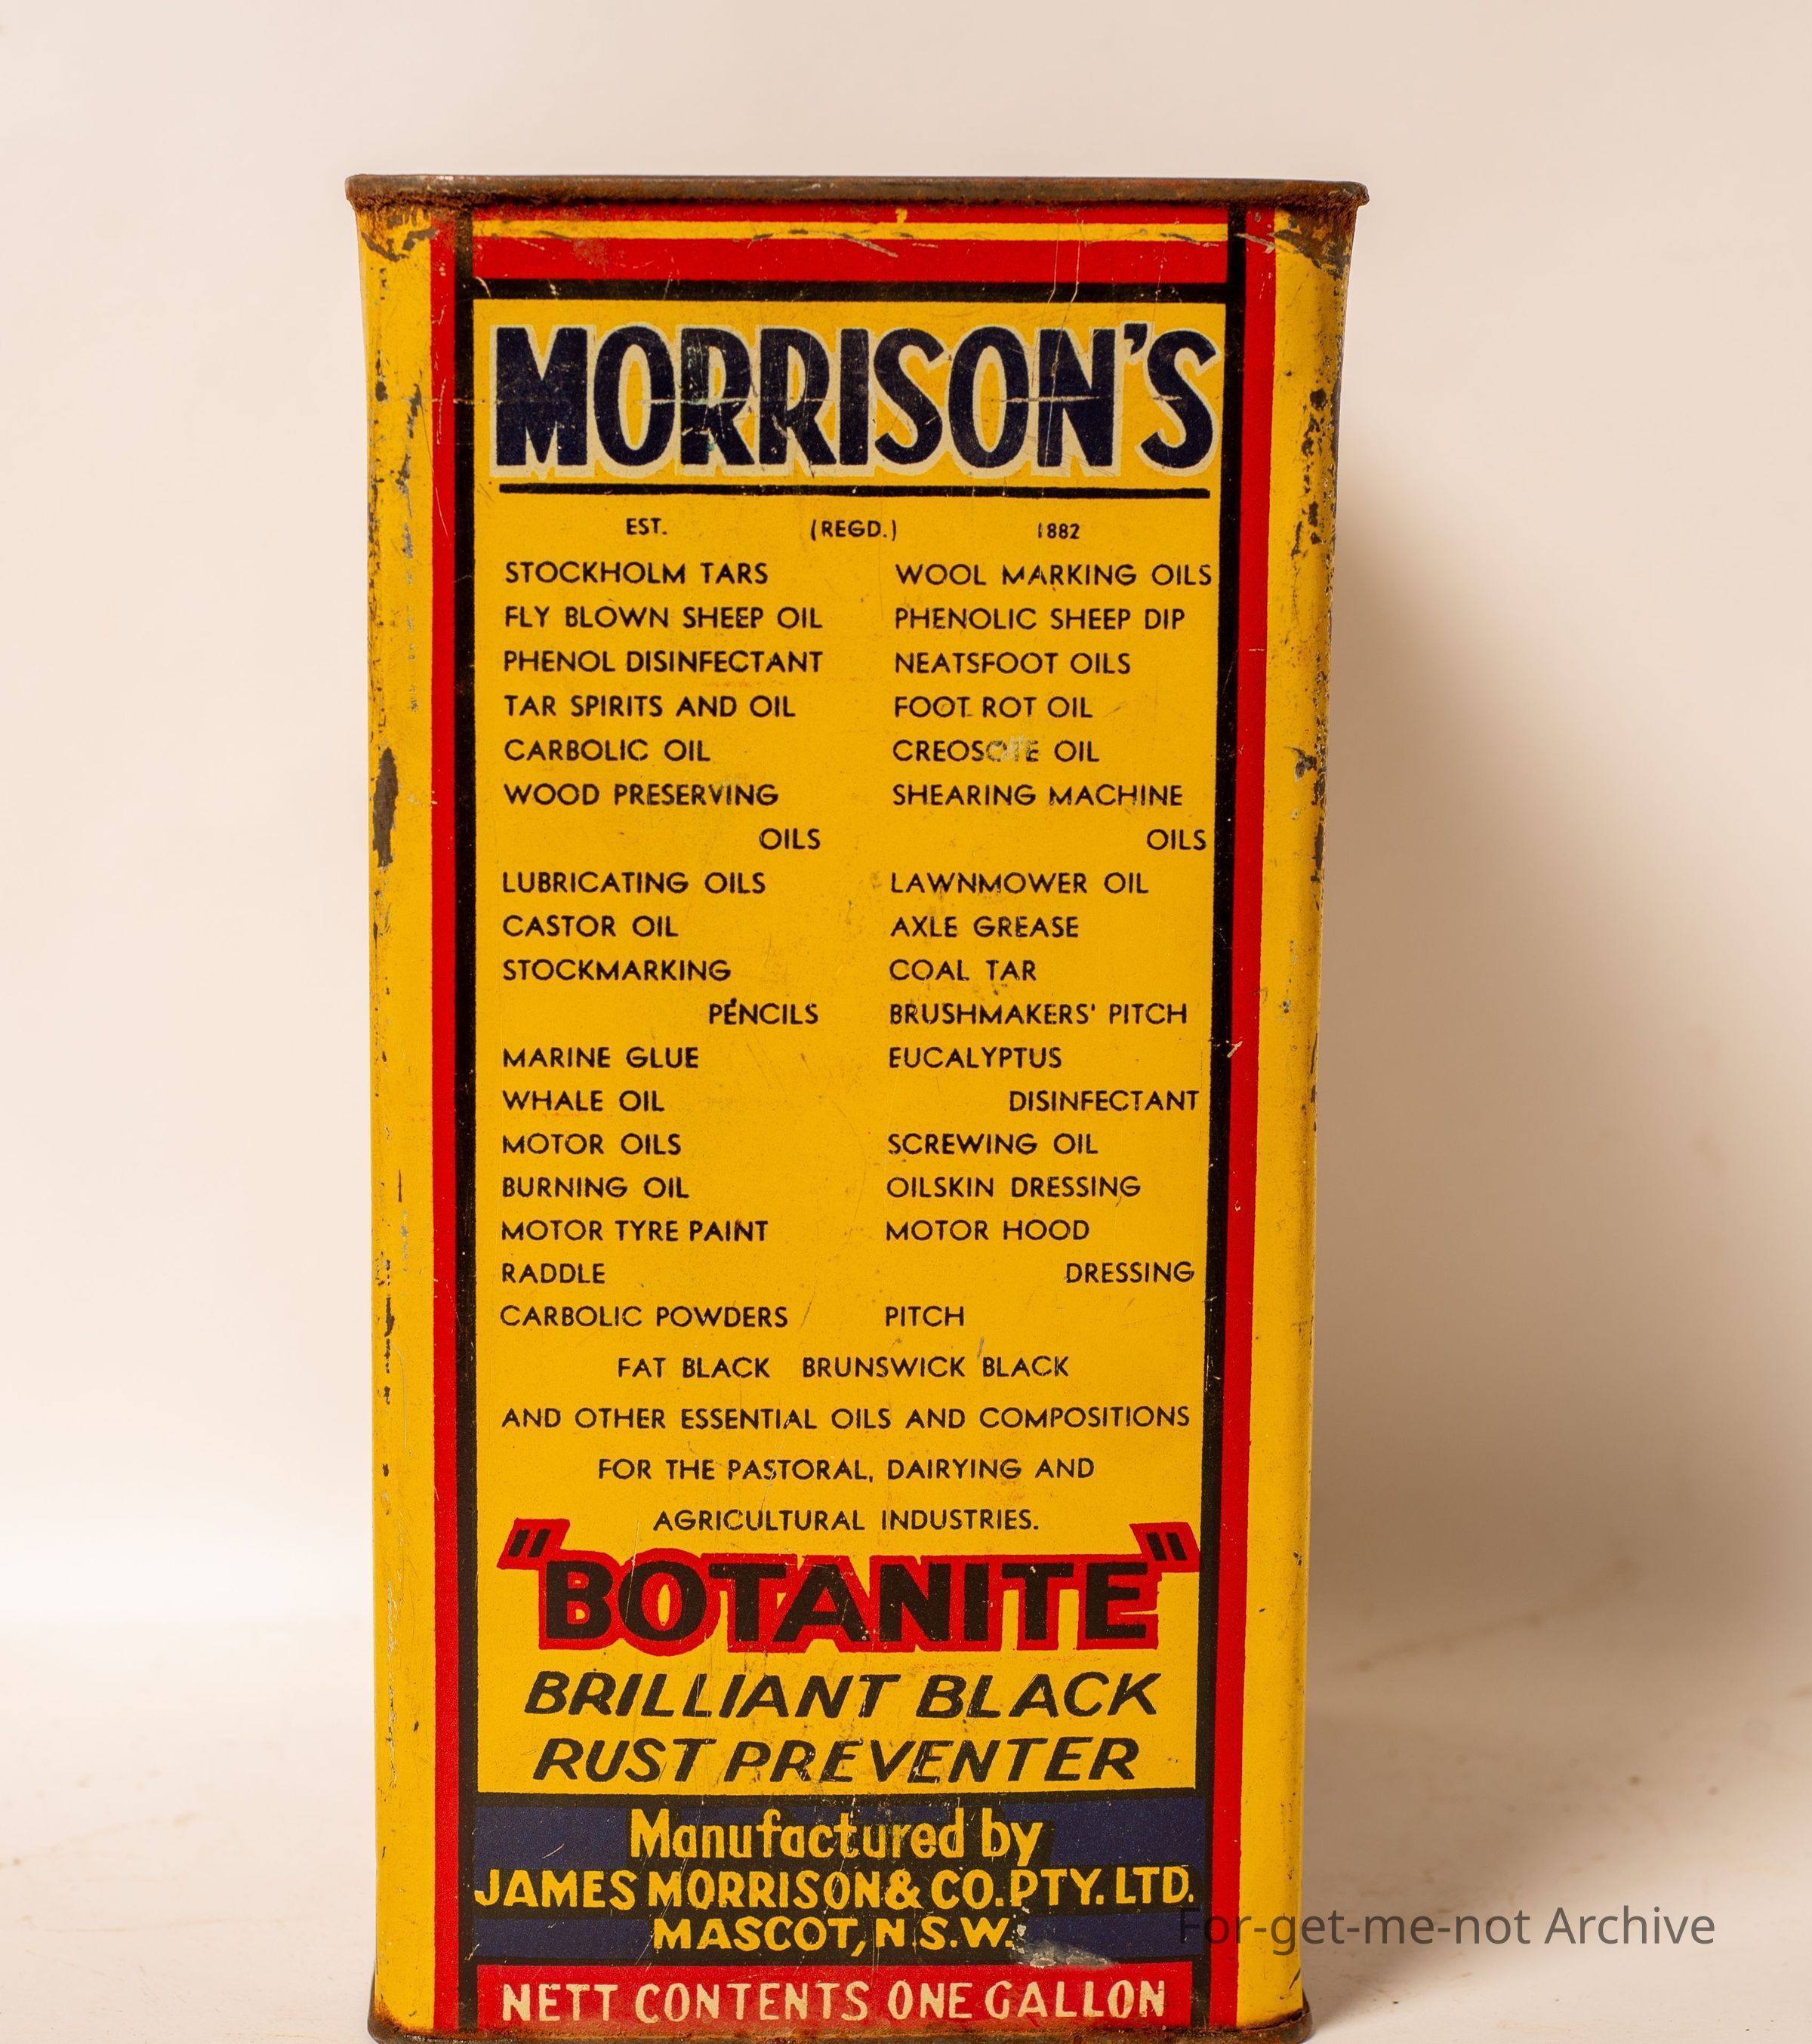 MORRISON'S
EST. (REGD.) 1882
STOCKHOLM TARS
FLY BLOWN SHEEP OIL
PHENOL DISINFECTANT
TAR SPIRITS AND OIL
CARBOLIC OIL
WOOD PRESERVING
OILS
LUBRICATING OILS
CASTOR OIL
STOCKMARKING
PENCILS
MARINE GLUE
WHALE OIL
MOTOR OILS
BURNING OIL
MOTOR TYRE PAINT
RADDLE
CARBOLIC POWDERS
WOOL MARKING OILS
PHENOLIC SHEEP DIP
NEATSFOOT OILS
FOOT ROT OIL
CREOSOTE OIL
SHEARING MACHINE
OILS
LAWNMOWER OIL
AXLE GREASE
COAL TAR
BRUSHMAKERS' PITCH
EUCALYPTUS
DISINFECTANT
SCREWING OIL
OILSKIN DRESSING
MOTOR HOOD
DRESSING
PITCH
FAT BLACK BRUNSWICK BLACK
AND OTHER ESSENTIAL OILS AND COMPOSITIONS
FOR THE PASTORAL, DAIRYING AND
AGRICULTURAL INDUSTRIES.
"BOTANITE"
BRILLIANT BLACK
RUST PREVENTER
Manufactured by
JAMES MORRISON & CO. PTY. LTD.
MASCOT, N.S.W.
NETT CONTENTS ONE GALLON
For-get-me-not Archive